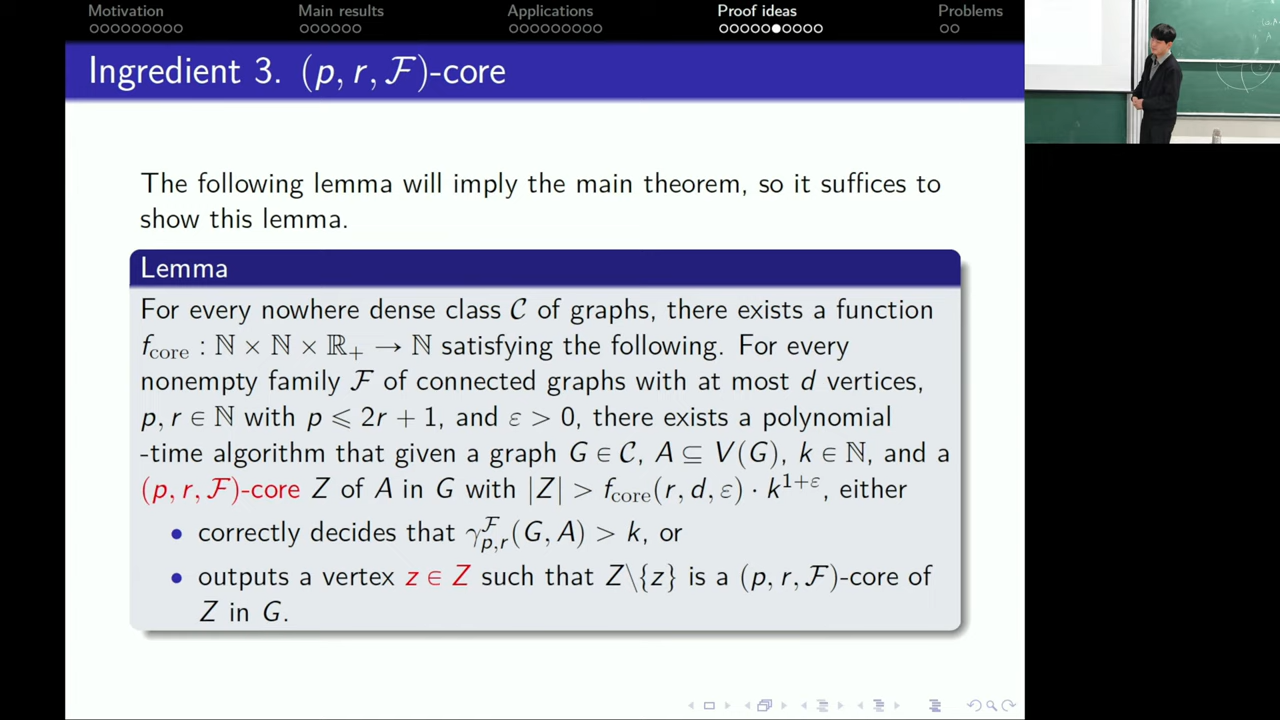 Motivation Main results Applications Proof ideas Problems
Ingredient 3. (p, r, ℱ)-core
The following lemma will imply the main theorem, so it suffices to
show this lemma.
Lemma
For every nowhere dense class 𝒞 of graphs, there exists a function
f_core : ℕ × ℕ × ℝ₊ → ℕ satisfying the following. For every
nonempty family ℱ of connected graphs with at most d vertices,
p, r ∈ ℕ with p ⩽ 2r + 1, and ε > 0, there exists a polynomial
-time algorithm that given a graph G ∈ 𝒞, A ⊆ V(G), k ∈ ℕ, and a
(p, r, ℱ)-core Z of A in G with |Z| > f_core(r, d, ε) · k^{1+ε}, either
• correctly decides that γ^ℱ_{p,r}(G, A) > k, or
• outputs a vertex z ∈ Z such that Z\{z} is a (p, r, ℱ)-core of
Z in G.